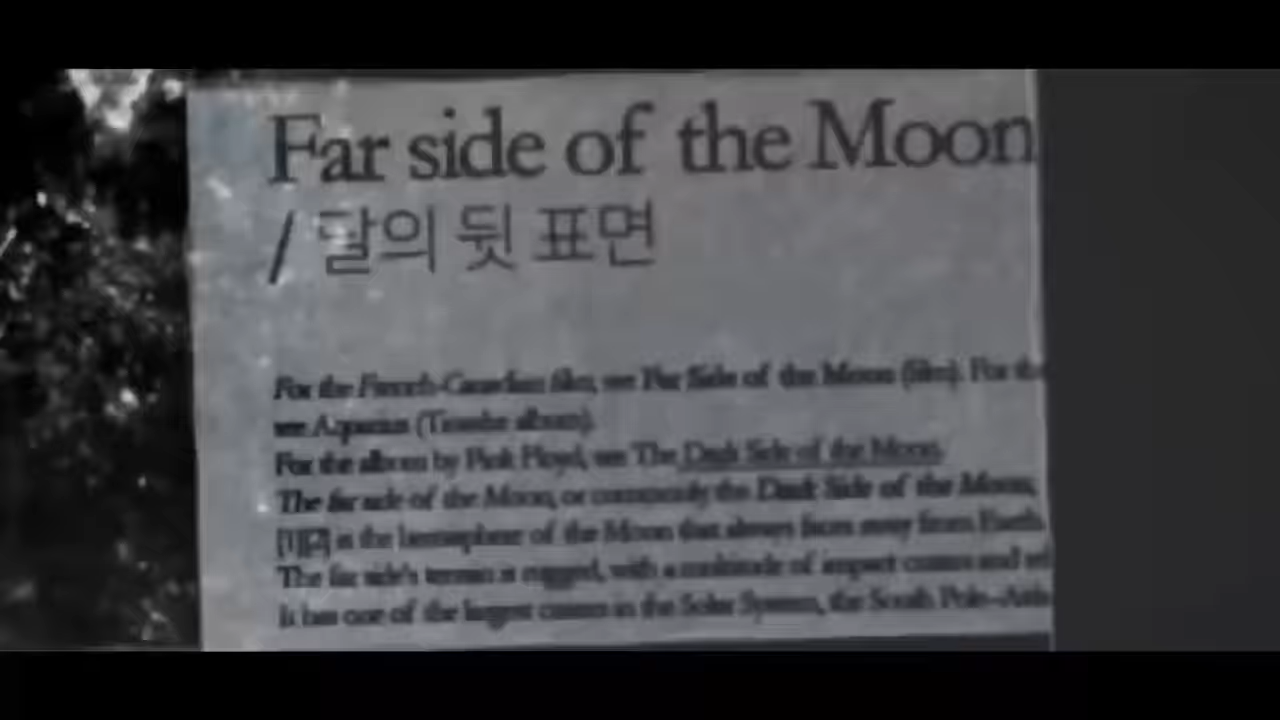 Far side of the Moon
/ 달의 뒷 표면
For the French-Canadian film, see Far Side of the Moon (film). For the
see Aquarius (Tinashe album).
For the album by Pink Floyd, see The Dark Side of the Moon.
The far side of the Moon, or commonly the Dark Side of the Moon,
[1][2] is the hemisphere of the Moon that always faces away from Earth.
The far side's terrain is rugged, with a multitude of impact craters and
It has one of the largest craters in the Solar System, the South Pole–